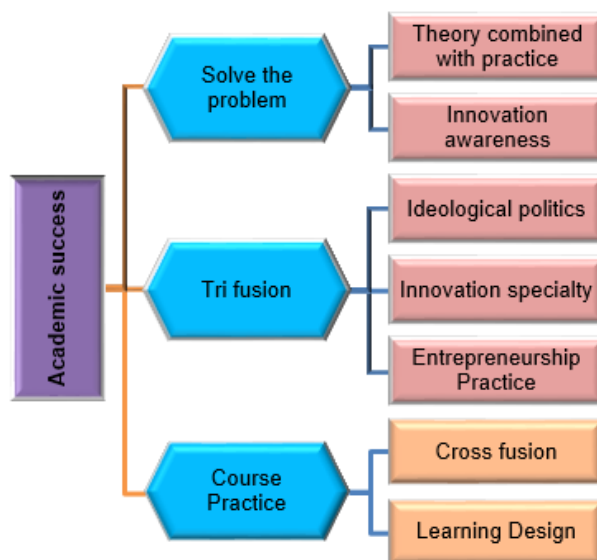 Academic success
Solve the
problem
Theory combined
with practice
Innovation
awareness
Tri fusion
Ideological politics
Innovation specialty
Entrepreneurship
Practice
Course
Practice
Cross fusion
Learning Design